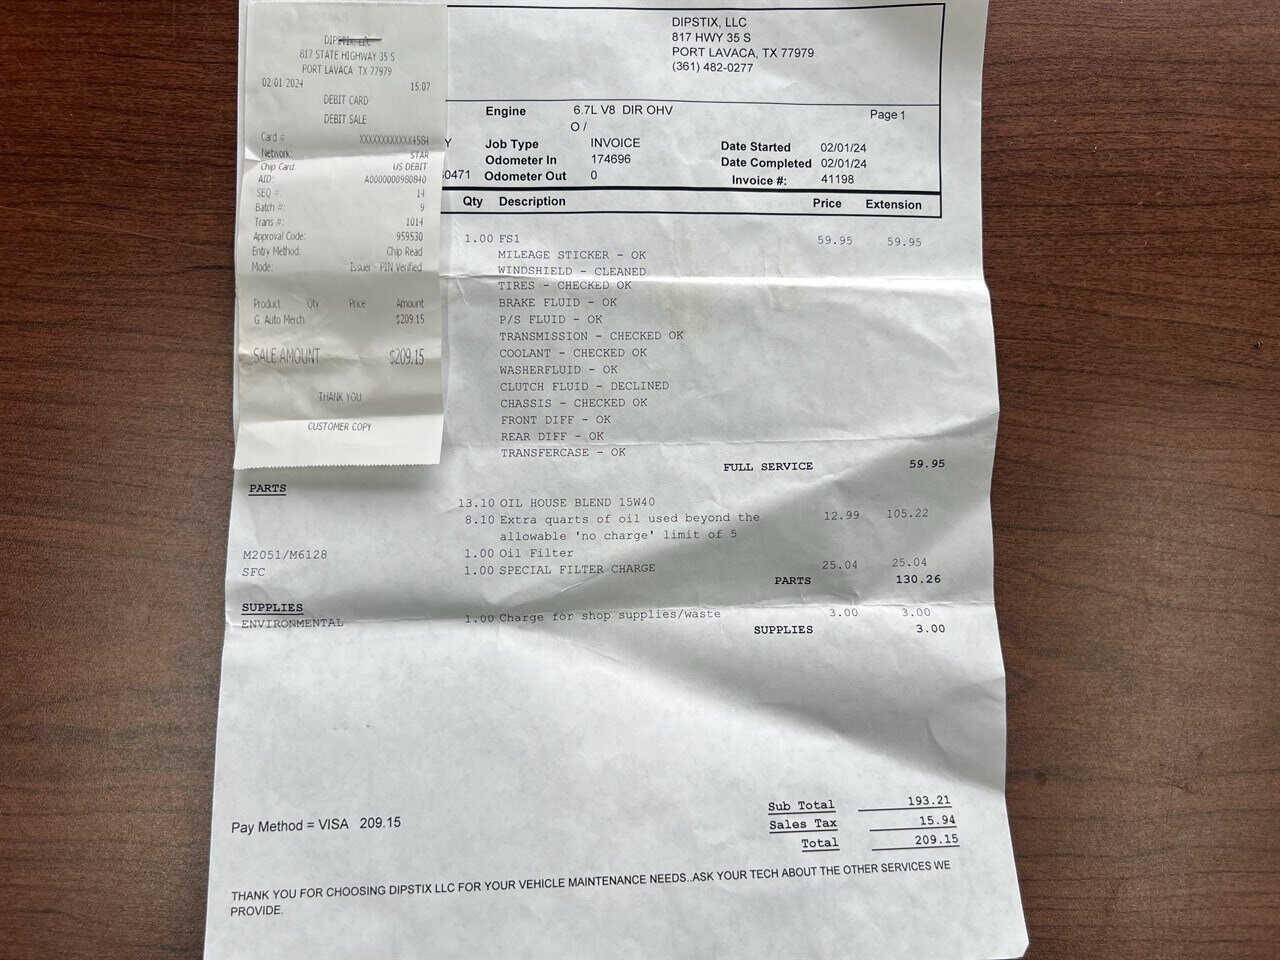 DIPSTIX, LLC
817 STATE HIGHWAY 35 S
PORT LAVACA TX 77979
02/01/2024 15:07
DEBIT CARD
DEBIT SALE
Card # XXXXXXXXXXXX4584
Network: STAR
Chip Card: US DEBIT
AID: A0000000980840
SEQ #: 14
Batch #: 9
Trans #: 1014
Approval Code: 959530
Entry Method: Chip Read
Mode: Issuer - PIN Verified
Product Qty Price Amount
G. Auto Merch $209.15
SALE AMOUNT $209.15
THANK YOU
CUSTOMER COPY
DIPSTIX, LLC
817 HWY 35 S
PORT LAVACA, TX 77979
(361) 482-0277
Engine 6.7L V8 DIR OHV Page 1
O /
Y Job Type INVOICE Date Started 02/01/24
Odometer In 174696 Date Completed 02/01/24
0471 Odometer Out 0 Invoice #: 41198
Qty Description Price Extension
1.00 FS1 59.95 59.95
MILEAGE STICKER - OK
WINDSHIELD - CLEANED
TIRES - CHECKED OK
BRAKE FLUID - OK
P/S FLUID - OK
TRANSMISSION - CHECKED OK
COOLANT - CHECKED OK
WASHERFLUID - OK
CLUTCH FLUID - DECLINED
CHASSIS - CHECKED OK
FRONT DIFF - OK
REAR DIFF - OK
TRANSFERCASE - OK
FULL SERVICE 59.95
PARTS
13.10 OIL HOUSE BLEND 15W40
8.10 Extra quarts of oil used beyond the 12.99 105.22
allowable 'no charge' limit of 5
M2051/M6128 1.00 Oil Filter
SFC 1.00 SPECIAL FILTER CHARGE 25.04 25.04
PARTS 130.26
SUPPLIES
ENVIRONMENTAL 1.00 Charge for shop supplies/waste 3.00 3.00
SUPPLIES 3.00
Sub Total 193.21
Pay Method = VISA 209.15 Sales Tax 15.94
Total 209.15
THANK YOU FOR CHOOSING DIPSTIX LLC FOR YOUR VEHICLE MAINTENANCE NEEDS..ASK YOUR TECH ABOUT THE OTHER SERVICES WE
PROVIDE.